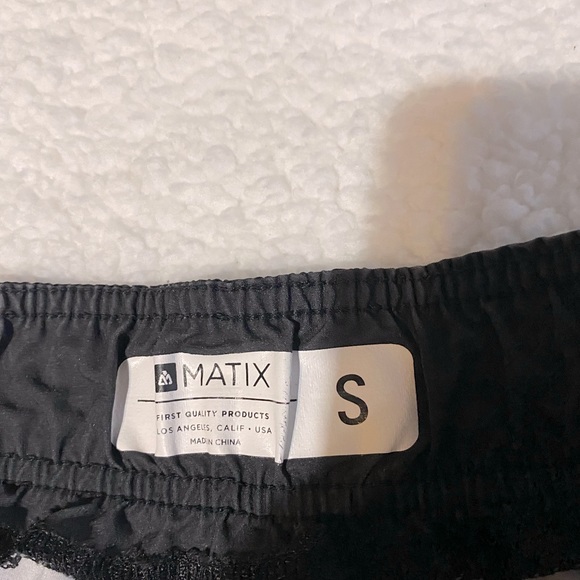 MATIX
FIRST QUALITY PRODUCTS
LOS ANGELES, CALIF • USA
MADE IN CHINA
S